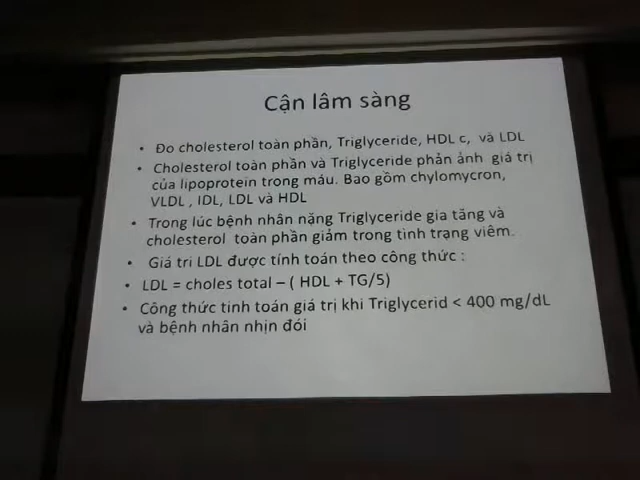 Cận lâm sàng
• Đo cholesterol toàn phần, Triglyceride, HDL c, và LDL
• Cholesterol toàn phần và Triglyceride phản ảnh giá trị
của lipoprotein trong máu. Bao gồm chylomycron,
VLDL , IDL, LDL và HDL
• Trong lúc bệnh nhân nặng Triglyceride gia tăng và
cholesterol toàn phần giảm trong tình trạng viêm.
• Giá trị LDL được tính toán theo công thức :
• LDL = choles total – ( HDL + TG/5)
• Công thức tinh toán giá trị khi Triglycerid < 400 mg/dL
và bệnh nhân nhịn đói